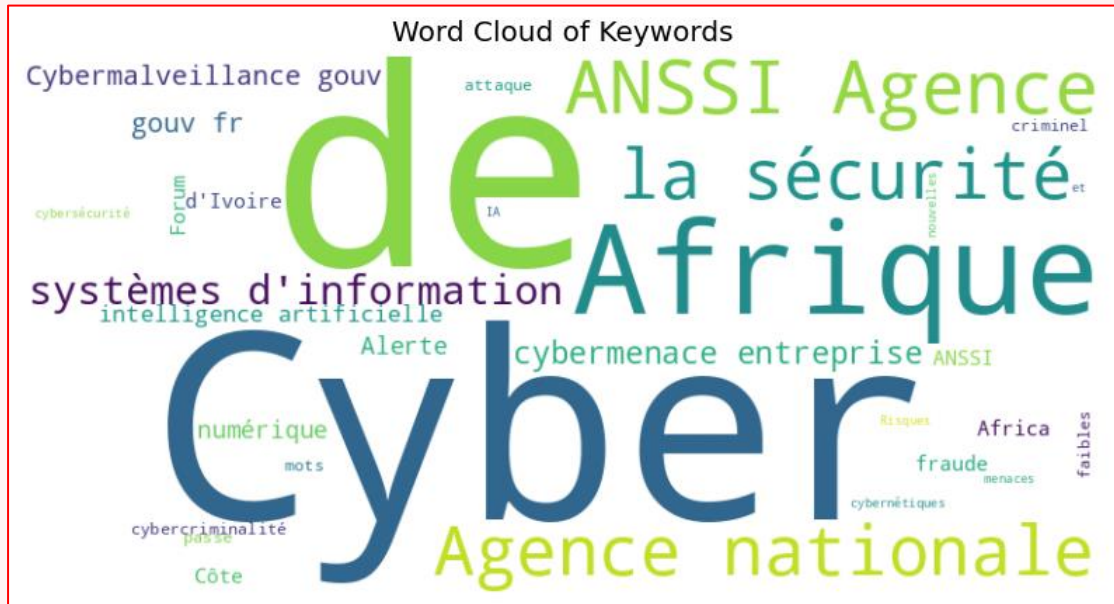 Word Cloud of Keywords
Cybermalveillance gouv
de
attaque
ANSSI Agence
gouv fr
criminel
la sécurité
et
Forum
d'Ivoire
IA
nouvelles
cybersécurité
Afrique
systèmes d'information
intelligence artificielle
Alerte
cybermenace entreprise
ANSSI
Cyber
numérique
Risques
Africa
faibles
mots
fraude
menaces
cybernétiques
cybercriminalité
passe
Agence nationale
Côte